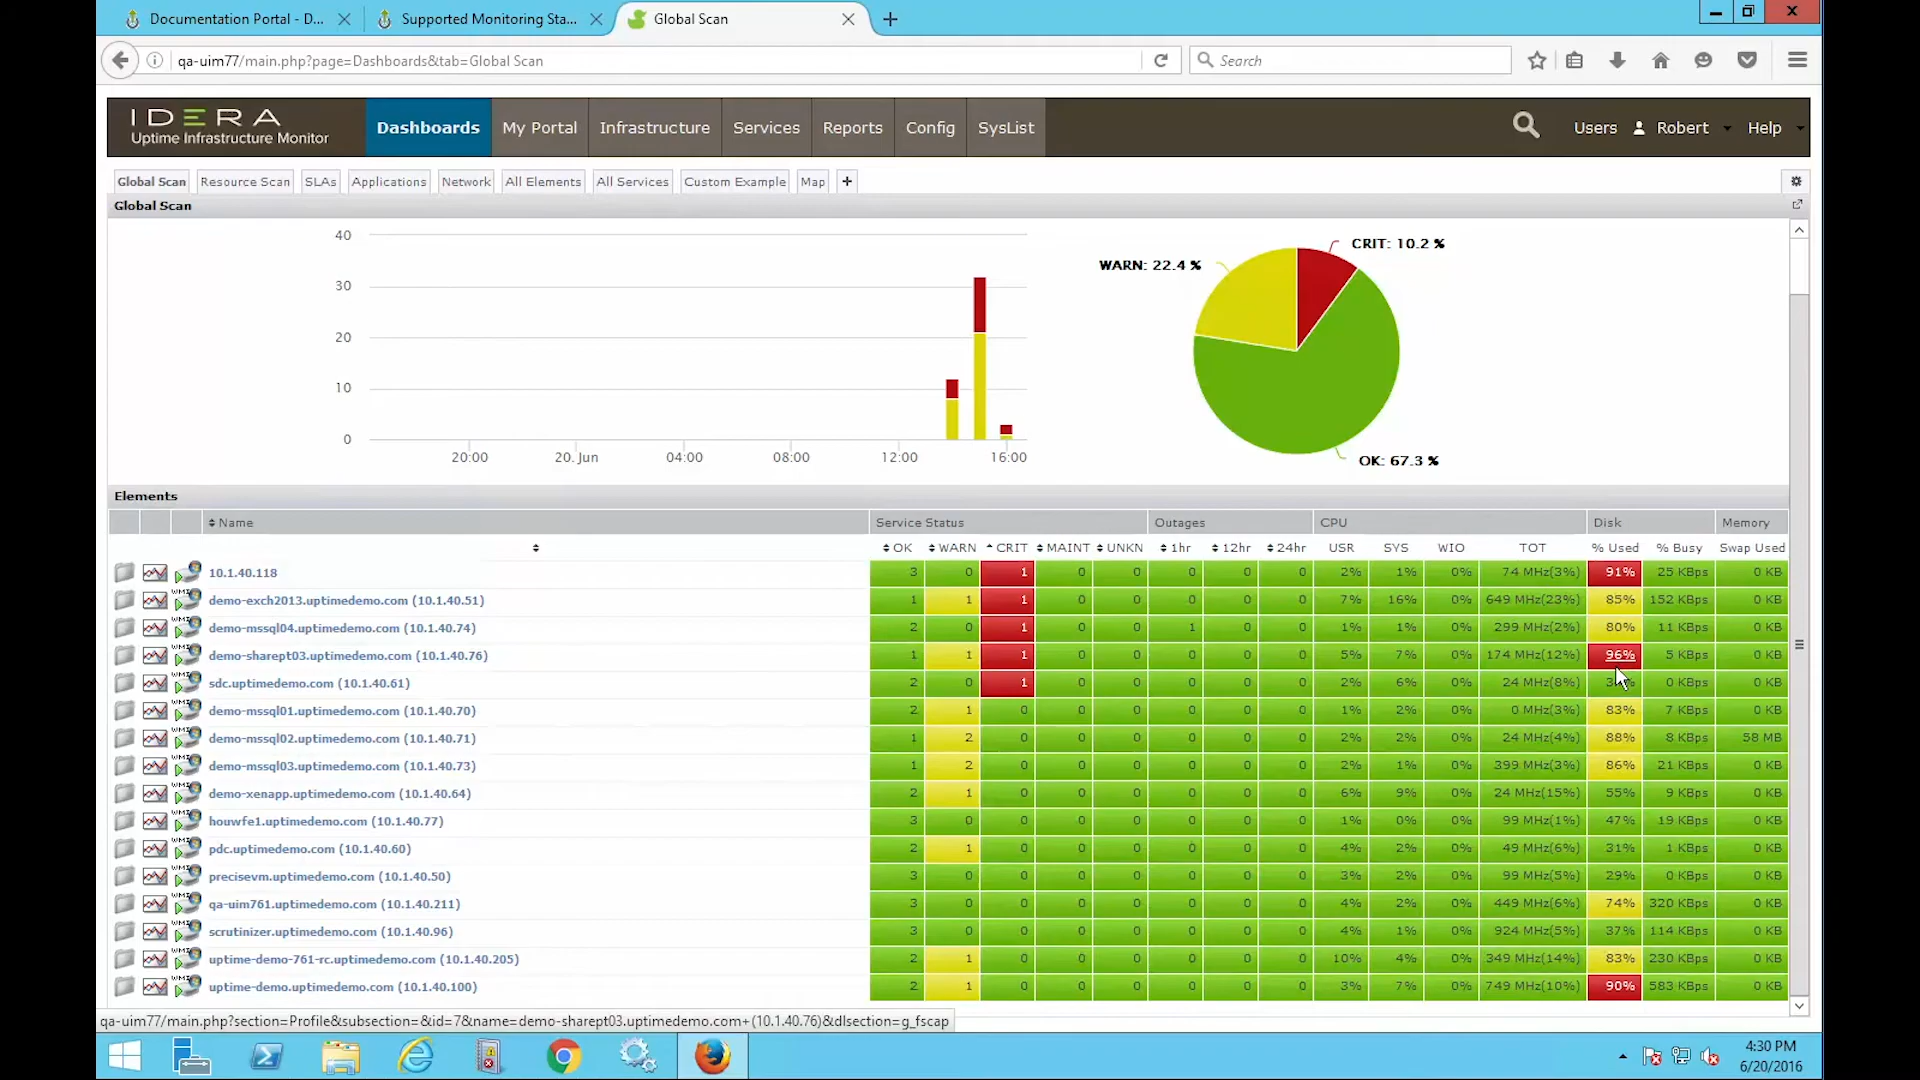 Documentation Portal - D...
Supported Monitoring Sta...
Global Scan
qa-uim77/main.php?page=Dashboards&tab=Global Scan
Search
IDERA
Uptime Infrastructure Monitor
Dashboards My Portal Infrastructure Services Reports Config SysList
Users Robert Help
Global Scan Resource Scan SLAs Applications Network All Elements All Services Custom Example Map +
Global Scan
40
30
20
10
0
20:00 20. Jun 04:00 08:00 12:00 16:00
CRIT: 10.2 %
WARN: 22.4 %
OK: 67.3 %
Elements
Name Service Status Outages CPU Disk Memory
OK WARN CRIT MAINT UNKN 1hr 12hr 24hr USR SYS WIO TOT % Used % Busy Swap Used
10.1.40.118 3 0 1 0 0 0 0 0 2% 1% 0% 74 MHz(3%) 91% 25 KBps 0 KB
WMI demo-exch2013.uptimedemo.com (10.1.40.51) 1 1 1 0 0 0 0 0 7% 16% 0% 649 MHz(23%) 85% 152 KBps 0 KB
WMI demo-mssql04.uptimedemo.com (10.1.40.74) 2 0 1 0 0 1 0 0 1% 1% 0% 299 MHz(2%) 80% 11 KBps 0 KB
WMI demo-sharept03.uptimedemo.com (10.1.40.76) 1 1 1 0 0 0 0 0 5% 7% 0% 174 MHz(12%) 96% 5 KBps 0 KB
WMI sdc.uptimedemo.com (10.1.40.61) 2 0 1 0 0 0 0 0 2% 6% 0% 24 MHz(8%) 0 KBps 0 KB
WMI demo-mssql01.uptimedemo.com (10.1.40.70) 2 1 0 0 0 0 0 0 1% 2% 0% 0 MHz(3%) 83% 7 KBps 0 KB
WMI demo-mssql02.uptimedemo.com (10.1.40.71) 1 2 0 0 0 0 0 0 2% 2% 0% 24 MHz(4%) 88% 8 KBps 58 MB
WMI demo-mssql03.uptimedemo.com (10.1.40.73) 1 2 0 0 0 0 0 0 2% 1% 0% 399 MHz(3%) 86% 21 KBps 0 KB
WMI demo-xenapp.uptimedemo.com (10.1.40.64) 2 1 0 0 0 0 0 0 6% 9% 0% 24 MHz(15%) 55% 9 KBps 0 KB
WMI houwfe1.uptimedemo.com (10.1.40.77) 3 0 0 0 0 0 0 0 1% 0% 0% 99 MHz(1%) 47% 19 KBps 0 KB
WMI pdc.uptimedemo.com (10.1.40.60) 2 1 0 0 0 0 0 0 4% 2% 0% 49 MHz(6%) 31% 1 KBps 0 KB
WMI precisevm.uptimedemo.com (10.1.40.50) 3 0 0 0 0 0 0 0 3% 2% 0% 99 MHz(5%) 29% 0 KBps 0 KB
WMI qa-uim761.uptimedemo.com (10.1.40.211) 3 0 0 0 0 0 0 0 4% 2% 0% 449 MHz(6%) 74% 320 KBps 0 KB
WMI scrutinizer.uptimedemo.com (10.1.40.96) 3 0 0 0 0 0 0 0 4% 1% 0% 924 MHz(5%) 37% 114 KBps 0 KB
WMI uptime-demo-761-rc.uptimedemo.com (10.1.40.205) 2 1 0 0 0 0 0 0 10% 4% 0% 349 MHz(14%) 83% 230 KBps 0 KB
WMI uptime-demo.uptimedemo.com (10.1.40.100) 2 1 0 0 0 0 0 0 3% 7% 0% 749 MHz(10%) 90% 583 KBps 0 KB
qa-uim77/main.php?section=Profile&subsection=&id=7&name=demo-sharept03.uptimedemo.com+(10.1.40.76)&dlsection=g_fscap
4:30 PM
6/20/2016